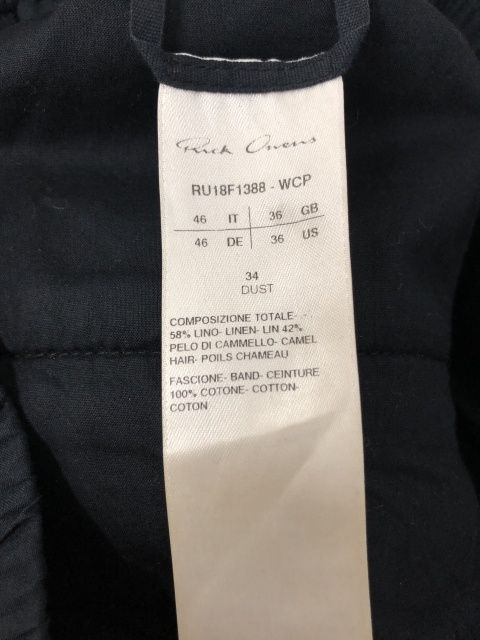 Rick Owens
RU18F1388 - WCP
46 IT 36 GB
46 DE 36 US
34
DUST
COMPOSIZIONE TOTALE- -
58% LINO- LINEN- LIN 42%
PELO DI CAMMELLO- CAMEL
HAIR- POILS CHAMEAU
FASCIONE- BAND- CEINTURE
100% COTONE- COTTON-
COTON